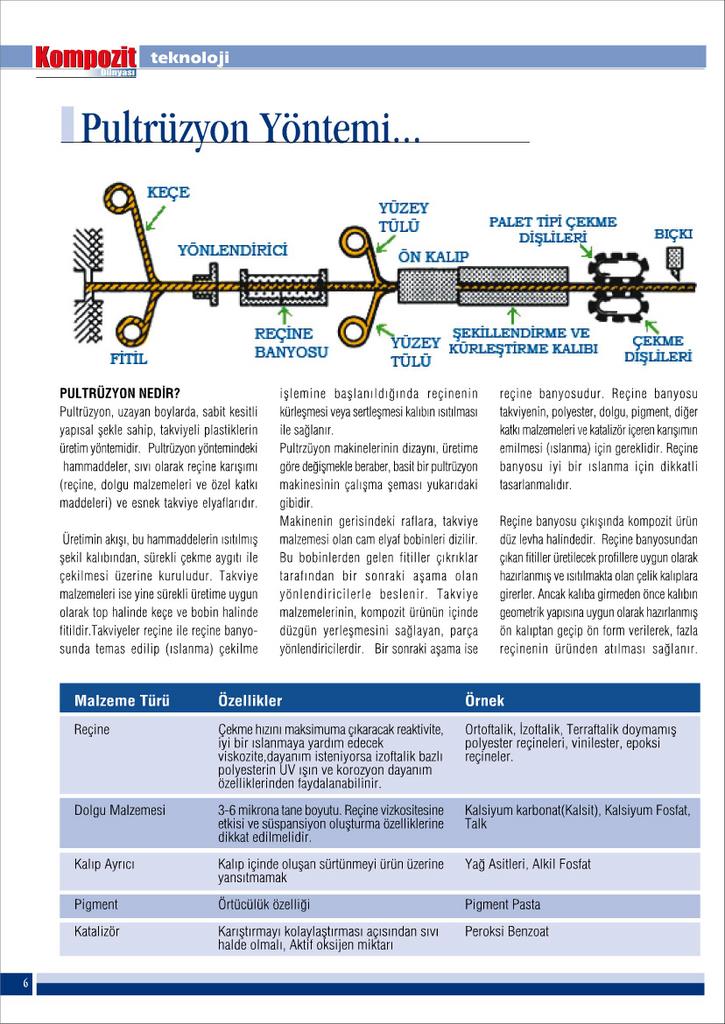 Kompozit
Dünyası
teknoloji
Pultrüzyon Yöntemi...
KEÇE
YÜZEY
TÜLÜ
PALET TİPİ ÇEKME
DİŞLİLERİ
BIÇKI
YÖNLENDİRİCİ
ÖN KALIP
REÇİNE
BANYOSU
FİTİL
YÜZEY
TÜLÜ
ŞEKİLLENDİRME VE
KÜRLEŞTİRME KALIBI
ÇEKME
DİŞLİLERİ
PULTRÜZYON NEDİR?
Pultrüzyon, uzayan boylarda, sabit kesitli
yapısal şekle sahip, takviyeli plastiklerin
üretim yöntemidir. Pultrüzyon yöntemindeki
hammaddeler, sıvı olarak reçine karışımı
(reçine, dolgu malzemeleri ve özel katkı
maddeleri) ve esnek takviye elyaflarıdır.
Üretimin akışı, bu hammaddelerin ısıtılmış
şekil kalıbından, sürekli çekme aygıtı ile
çekilmesi üzerine kuruludur. Takviye
malzemeleri ise yine sürekli üretime uygun
olarak top halinde keçe ve bobin halinde
fitildir.Takviyeler reçine ile reçine banyo-
sunda temas edilip (ıslanma) çekilme
işlemine başlanıldığında reçinenin
kürleşmesi veya sertleşmesi kalıbın ısıtılması
ile sağlanır.
Pultrzüyon makinelerinin dizaynı, üretime
göre değişmekle beraber, basit bir pultrüzyon
makinesinin çalışma şeması yukarıdaki
gibidir.
Makinenin gerisindeki raflara, takviye
malzemesi olan cam elyaf bobinleri dizilir.
Bu bobinlerden gelen fitiller çıkrıklar
tarafından bir sonraki aşama olan
yönlendiricilerle beslenir. Takviye
malzemelerinin, kompozit ürünün içinde
düzgün yerleşmesini sağlayan, parça
yönlendiricilerdir. Bir sonraki aşama ise
reçine banyosudur. Reçine banyosu
takviyenin, polyester, dolgu, pigment, diğer
katkı malzemeleri ve katalizör içeren karışımın
emilmesi (ıslanma) için gereklidir. Reçine
banyosu iyi bir ıslanma için dikkatli
tasarlanmalıdır.
Reçine banyosu çıkışında kompozit ürün
düz levha halindedir. Reçine banyosundan
çıkan fitiller üretilecek profillere uygun olarak
hazırlanmış ve ısıtılmakta olan çelik kalıplara
girerler. Ancak kalıba girmeden önce kalıbın
geometrik yapısına uygun olarak hazırlanmış
ön kalıptan geçip ön form verilerek, fazla
reçinenin üründen atılması sağlanır.
Malzeme Türü Özellikler Örnek
Reçine
Çekme hızını maksimuma çıkaracak reaktivite,
iyi bir ıslanmaya yardım edecek
viskozite,dayanım isteniyorsa izoftalik bazlı
polyesterin UV ışın ve korozyon dayanım
özelliklerinden faydalanabilinir.
Ortoftalik, İzoftalik, Terraftalik doymamış
polyester reçineleri, vinilester, epoksi
reçineler.
Dolgu Malzemesi
3-6 mikrona tane boyutu. Reçine vizkositesine
etkisi ve süspansiyon oluşturma özelliklerine
dikkat edilmelidir.
Kalsiyum karbonat(Kalsit), Kalsiyum Fosfat,
Talk
Kalıp Ayrıcı
Kalıp içinde oluşan sürtünmeyi ürün üzerine
yansıtmamak
Yağ Asitleri, Alkil Fosfat
Pigment Örtücülük özelliği Pigment Pasta
Katalizör
Karıştırmayı kolaylaştırması açısından sıvı
halde olmalı, Aktif oksijen miktarı
Peroksi Benzoat
6